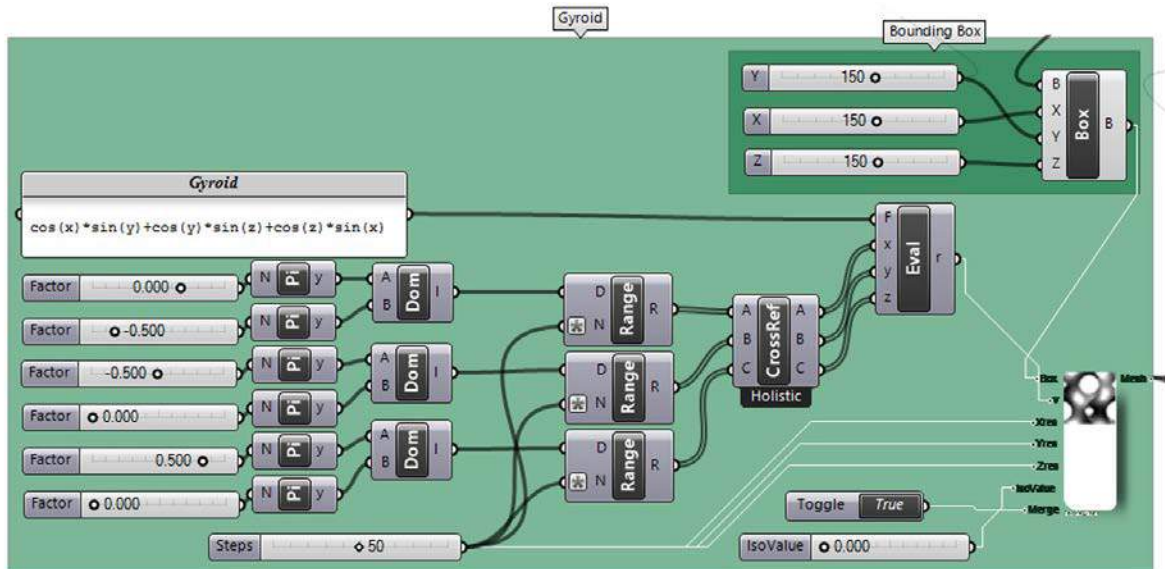 Gyroid
Bounding Box
Y 150
X 150
Z 150
B
X
Y
Z
Box
B
Gyroid
cos(x)*sin(y)+cos(y)*sin(z)+cos(z)*sin(x)
Factor 0.000
N Pi y
A
B
Dom
I
Factor -0.500
N Pi y
Factor -0.500
N Pi y
A
B
Dom
I
Factor 0.000
N Pi y
Factor 0.500
N Pi y
A
B
Dom
I
Factor 0.000
N Pi y
D
N
Range
R
D
N
Range
R
D
N
Range
R
A
B
C
CrossRef
A
B
C
Holistic
F
x
y
z
Eval
r
Box
V
Xres
Yres
Zres
IsoValue
Merge
Mesh
Steps 50
Toggle True
IsoValue 0.000